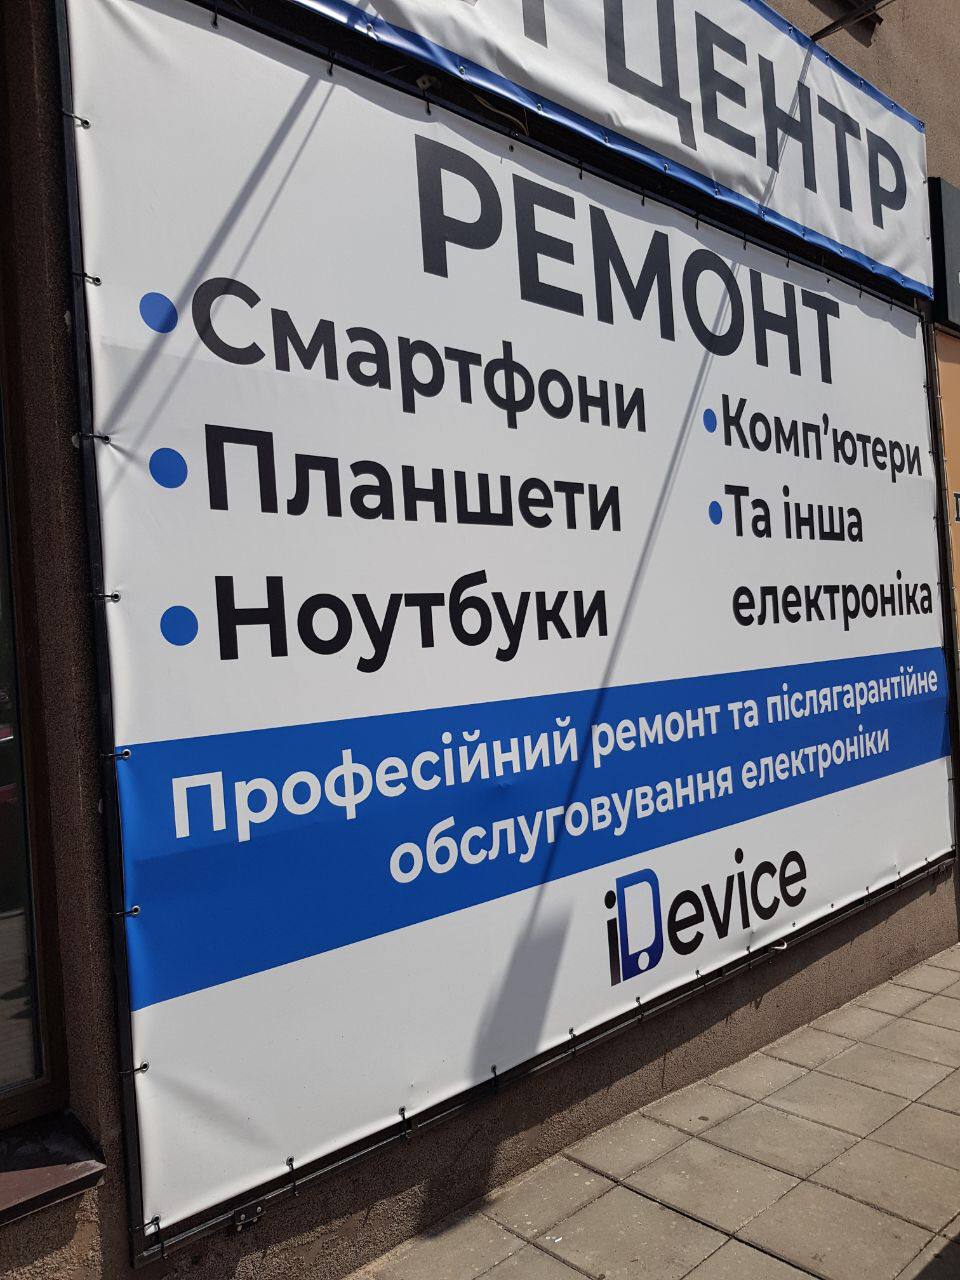 ЦЕНТР
РЕМОНТ
•Смартфони
•Планшети
•Ноутбуки
•Комп'ютери
•Та інша
електроніка
Професійний ремонт та післягарантійне
обслуговування електроніки
iDevice